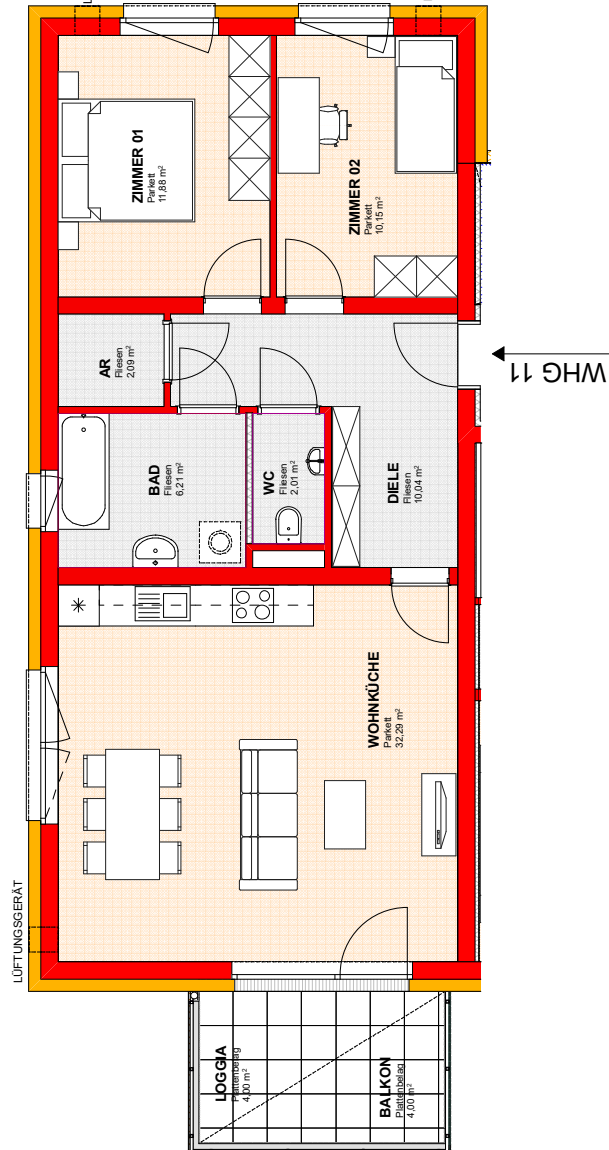 ZIMMER 01
Parkett
11,88 m²
ZIMMER 02
Parkett
10,15 m²
AR
Fliesen
2,09 m²
BAD
Fliesen
6,21 m²
WC
Fliesen
2,01 m²
DIELE
Fliesen
10,04 m²
WHG 11
WOHNKÜCHE
Parkett
32,29 m²
LÜFTUNGSGERÄT
LOGGIA
Plattenbelag
4,00 m²
BALKON
Plattenbelag
4,00 m²